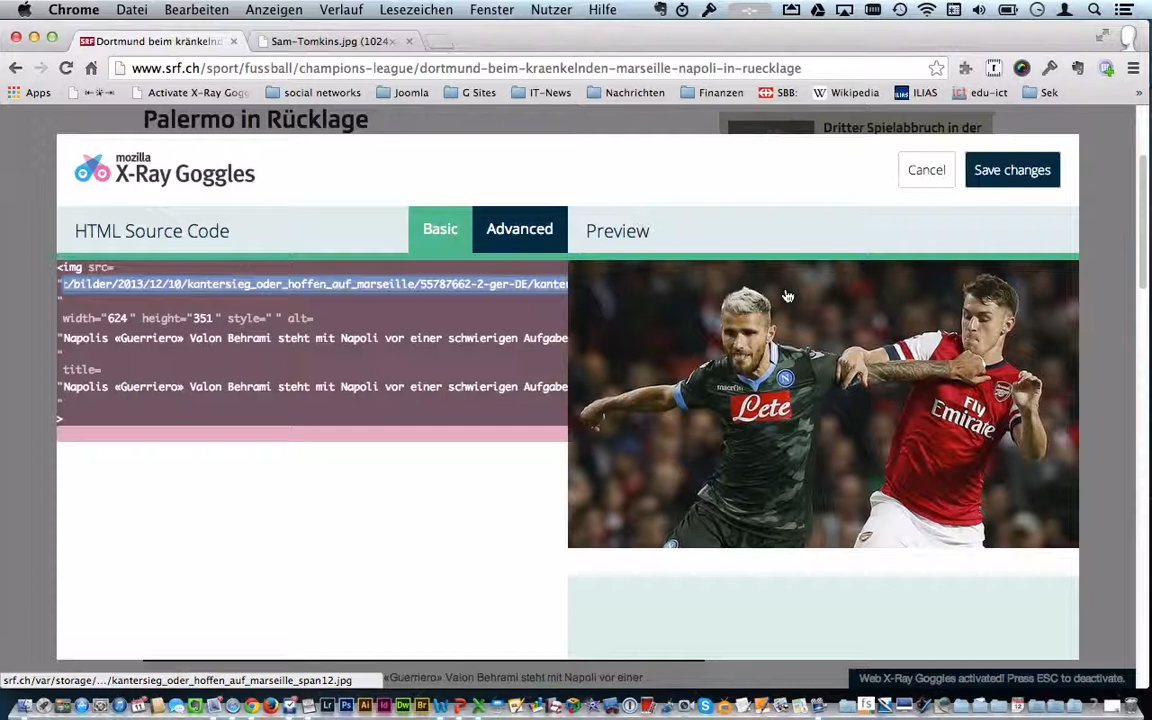 Chrome Datei Bearbeiten Anzeigen Verlauf Lesezeichen Fenster Nutzer Hilfe
SRF Dortmund beim kränkelnd × Sam-Tomkins.jpg (1024× ×
www.srf.ch/sport/fussball/champions-league/dortmund-beim-kraenkelnden-marseille-napoli-in-ruecklage
Apps Activate X-Ray Gogg social networks Joomla G Sites IT-News Nachrichten Finanzen SBB: Wikipedia ILIAS edu-ict Sek »
Palermo in Rücklage
Dritter Spielabbruch in der
mozilla
X-Ray Goggles
Cancel
Save changes
HTML Source Code
Basic
Advanced
Preview
<img src=
":/bilder/2013/12/10/kantersieg_oder_hoffen_auf_marseille/55787662-2-ger-DE/kanter
"
width="624" height="351" style=" " alt=
"Napolis «Guerriero» Valon Behrami steht mit Napoli vor einer schwierigen Aufgabe
"
title=
"Napolis «Guerriero» Valon Behrami steht mit Napoli vor einer schwierigen Aufgabe
"
>
macron
Lete
Fly
Emirates
Arsenal
srf.ch/var/storage/.../kantersieg_oder_hoffen_auf_marseille_span12.jpg
«Guerriero» Valon Behrami steht mit Napoli vor einer
Web X-Ray Goggles activated! Press ESC to deactivate.